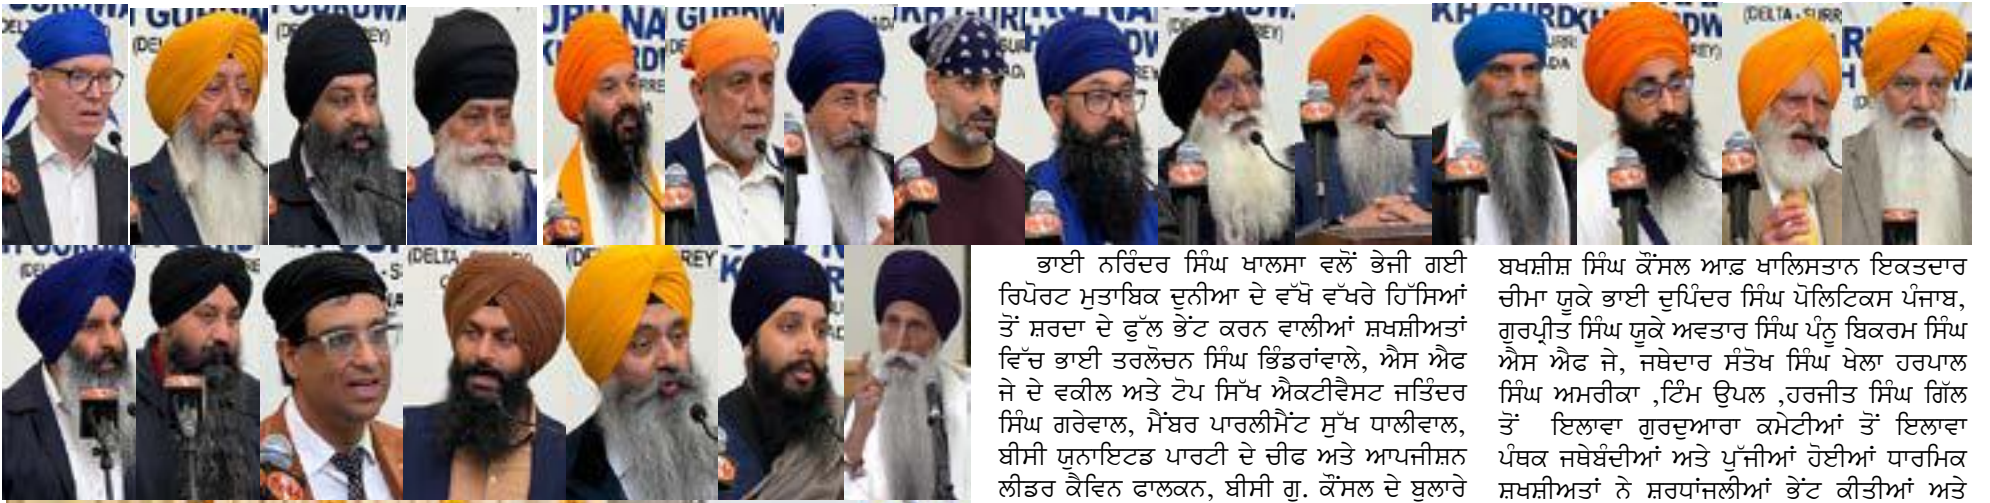 ਭਾਈ ਨਰਿੰਦਰ ਸਿੰਘ ਖਾਲਸਾ ਵਲੋਂ ਭੇਜੀ ਗਈ
ਰਿਪੋਰਟ ਮੁਤਾਬਿਕ ਦੁਨੀਆ ਦੇ ਵੱਖੋ ਵੱਖਰੇ ਹਿੱਸਿਆਂ
ਤੋਂ ਸ਼ਰਦਾ ਦੇ ਫੁੱਲ ਭੇਂਟ ਕਰਨ ਵਾਲੀਆਂ ਸ਼ਖਸ਼ੀਅਤਾਂ
ਵਿੱਚ ਭਾਈ ਤਰਲੋਚਨ ਸਿੰਘ ਭਿੰਡਰਾਂਵਾਲੇ, ਐਸ ਐਫ
ਜੇ ਦੇ ਵਕੀਲ ਅਤੇ ਟੋਪ ਸਿੱਖ ਐਕਟੀਵੈਸਟ ਜਤਿੰਦਰ
ਸਿੰਘ ਗਰੇਵਾਲ, ਮੈਂਬਰ ਪਾਰਲੀਮੈਂਟ ਸੁੱਖ ਧਾਲੀਵਾਲ,
ਬੀਸੀ ਯੁਨਾਇਟਡ ਪਾਰਟੀ ਦੇ ਚੀਫ ਅਤੇ ਆਪਜੀਸ਼ਨ
ਲੀਡਰ ਕੈਵਿਨ ਫਾਲਕਨ, ਬੀਸੀ ਗੁ. ਕੌਂਸਲ ਦੇ ਬੁਲਾਰੇ
ਬਖਸ਼ੀਸ਼ ਸਿੰਘ ਕੌਂਸਲ ਆਫ਼ ਖਾਲਿਸਤਾਨ ਇਕਤਦਾਰ
ਚੀਮਾ ਯੂਕੇ ਭਾਈ ਦੁਪਿੰਦਰ ਸਿੰਘ ਪੋਲਿਟਿਕਸ ਪੰਜਾਬ,
ਗੁਰਪ੍ਰੀਤ ਸਿੰਘ ਯੂਕੇ ਅਵਤਾਰ ਸਿੰਘ ਪੰਨੂ ਬਿਕਰਮ ਸਿੰਘ
ਐਸ ਐਫ ਜੇ, ਜਥੇਦਾਰ ਸੰਤੋਖ ਸਿੰਘ ਖੇਲਾ ਹਰਪਾਲ
ਸਿੰਘ ਅਮਰੀਕਾ ,ਟਿੰਮ ਉਪਲ ,ਹਰਜੀਤ ਸਿੰਘ ਗਿੱਲ
ਤੋਂ ਇਲਾਵਾ ਗੁਰਦੁਆਰਾ ਕਮੇਟੀਆਂ ਤੋਂ ਇਲਾਵਾ
ਪੰਥਕ ਜਥੇਬੰਦੀਆਂ ਅਤੇ ਪੁੱਜੀਆਂ ਹੋਈਆਂ ਧਾਰਮਿਕ
ਸ਼ਖਸ਼ੀਅਤਾਂ ਨੇ ਸ਼ਰਧਾਂਜਲੀਆਂ ਭੇਂਟ ਕੀਤੀਆਂ ਅਤੇ